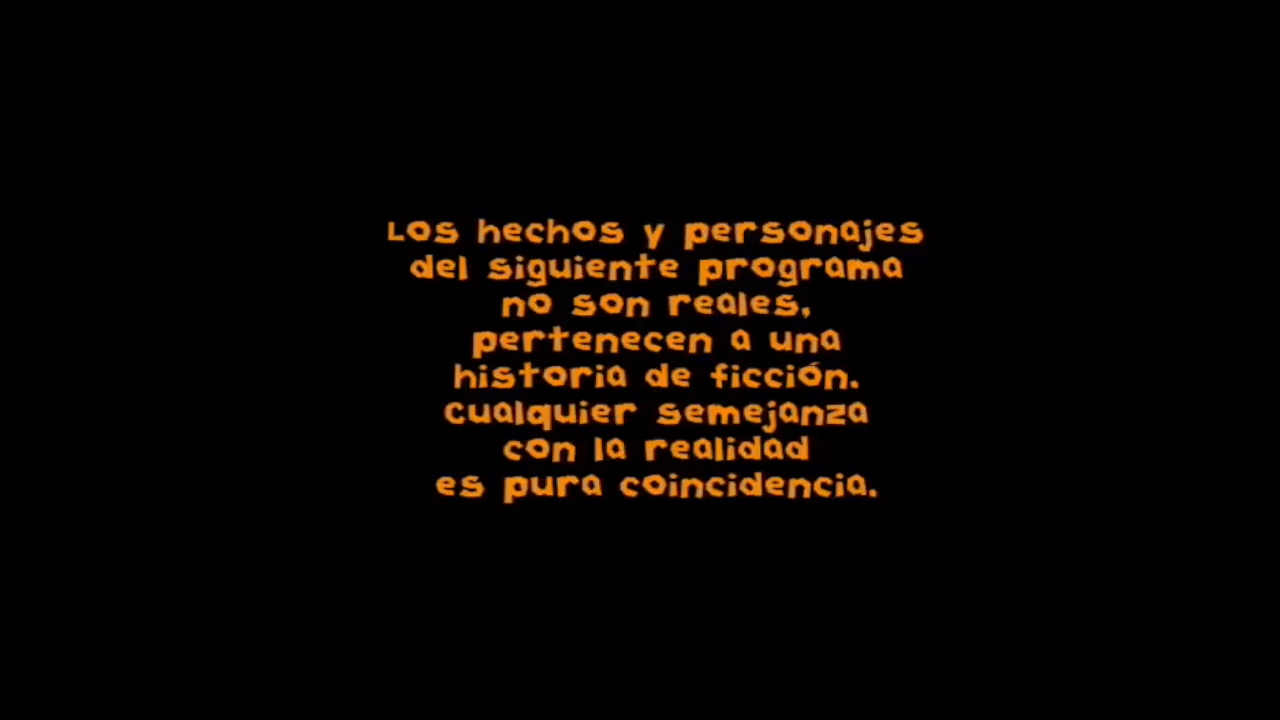 Los hechos y personajes
del siguiente programa
no son reales,
pertenecen a una
historia de ficción.
cualquier semejanza
con la realidad
es pura coincidencia.